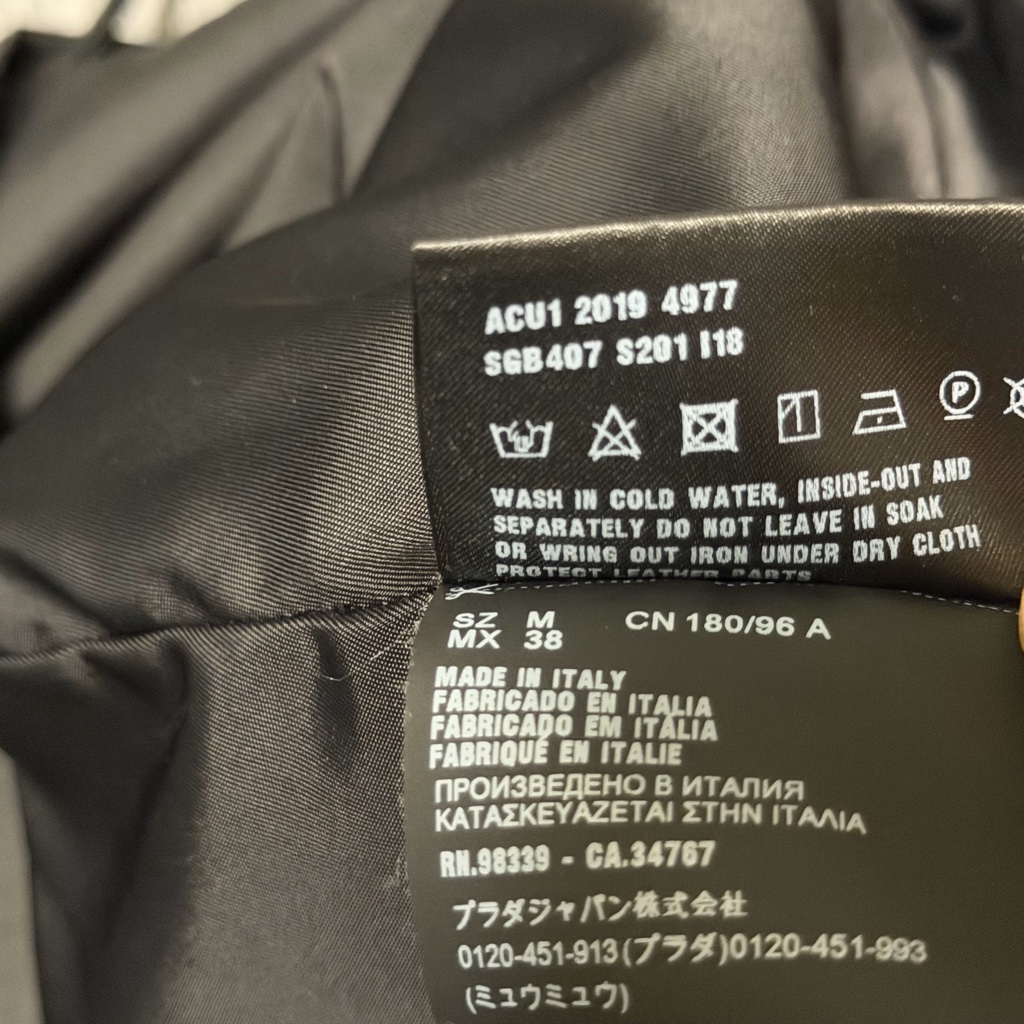 ACU1 2019 4977
SGB407 S201 I18
P
WASH IN COLD WATER, INSIDE-OUT AND
SEPARATELY DO NOT LEAVE IN SOAK
OR WRING OUT IRON UNDER DRY CLOTH
PROTECT LEATHER PARTS
SZ M CN 180/96 A
MX 38
MADE IN ITALY
FABRICADO EN ITALIA
FABRICADO EM ITÁLIA
FABRIQUÉ EN ITALIE
ПРОИЗВЕДЕНО В ИТАЛИЯ
ΚΑΤΑΣΚΕΥΑΖΕΤΑΙ ΣΤΗΝ ΙΤΑΛΙΑ
RN.98339 - CA.34767
プラダジャパン株式会社
0120-451-913(プラダ)0120-451-993
(ミュウミュウ)